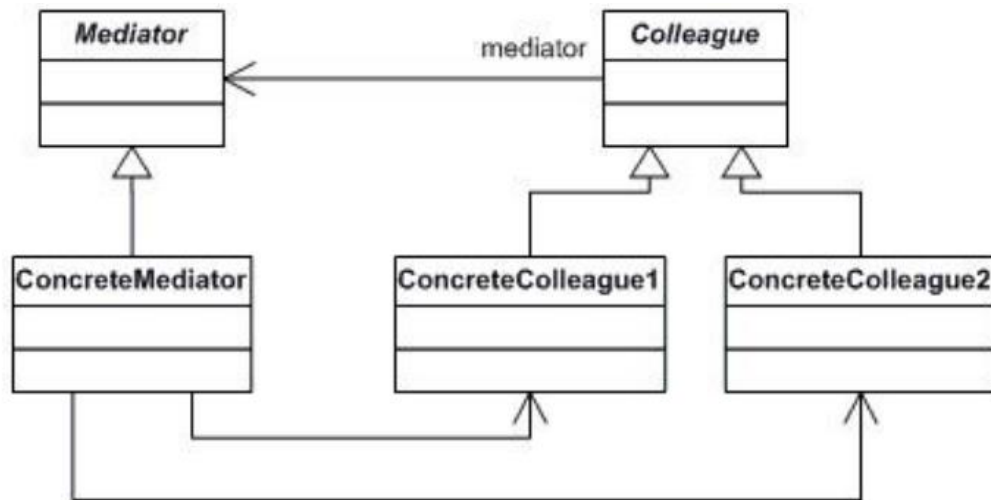 Mediator
mediator
Colleague
ConcreteMediator
ConcreteColleague1
ConcreteColleague2